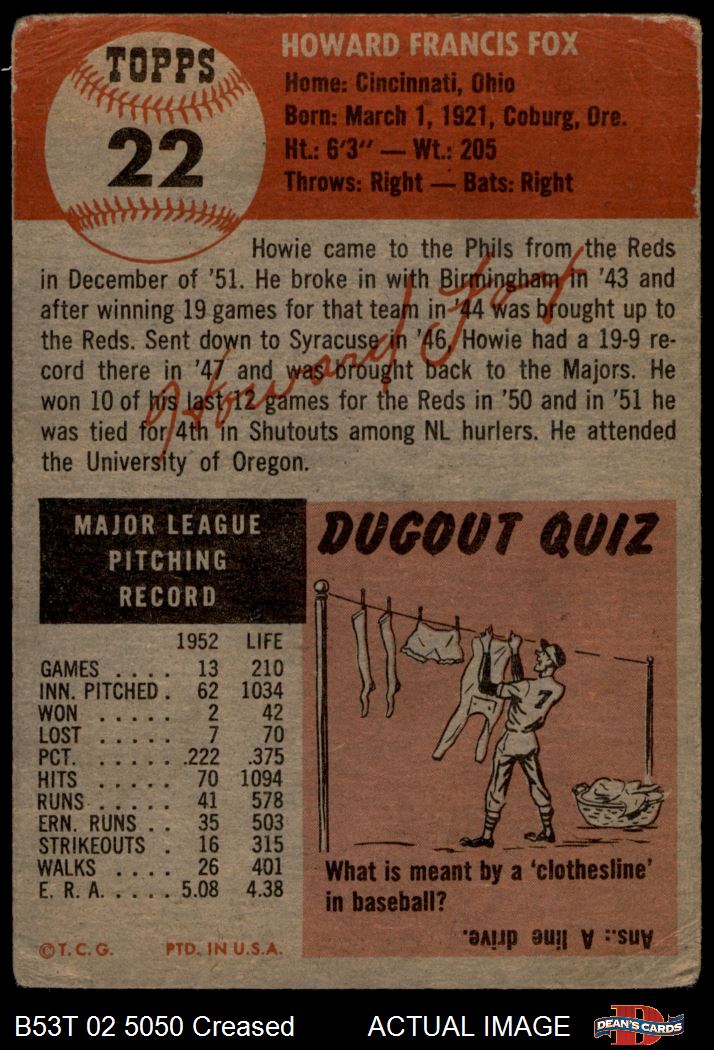 TOPPS
22
HOWARD FRANCIS FOX
Home: Cincinnati, Ohio
Born: March 1, 1921, Coburg, Ore.
Ht.: 6'3" — Wt.: 205
Throws: Right — Bats: Right
Howie came to the Phils from the Reds
in December of '51. He broke in with Birmingham in '43 and
after winning 19 games for that team in '44 was brought up to
the Reds. Sent down to Syracuse in '46, Howie had a 19-9 re-
cord there in '47 and was brought back to the Majors. He
won 10 of his last 12 games for the Reds in '50 and in '51 he
was tied for 4th in Shutouts among NL hurlers. He attended
the University of Oregon.
Howard Fox
MAJOR LEAGUE
PITCHING
RECORD
1952 LIFE
GAMES . . . . 13 210
INN. PITCHED . 62 1034
WON . . . . . 2 42
LOST . . . . . 7 70
PCT. . . . . . .222 .375
HITS . . . . . 70 1094
RUNS . . . . . 41 578
ERN. RUNS . . 35 503
STRIKEOUTS . 16 315
WALKS . . . . 26 401
E. R. A. . . . . 5.08 4.38
© T. C. G. PTD. IN U.S.A.
DUGOUT QUIZ
7
What is meant by a 'clothesline'
in baseball?
Ans.: A line drive.
B53T 02 5050 Creased ACTUAL IMAGE
D
DEAN'S CARDS